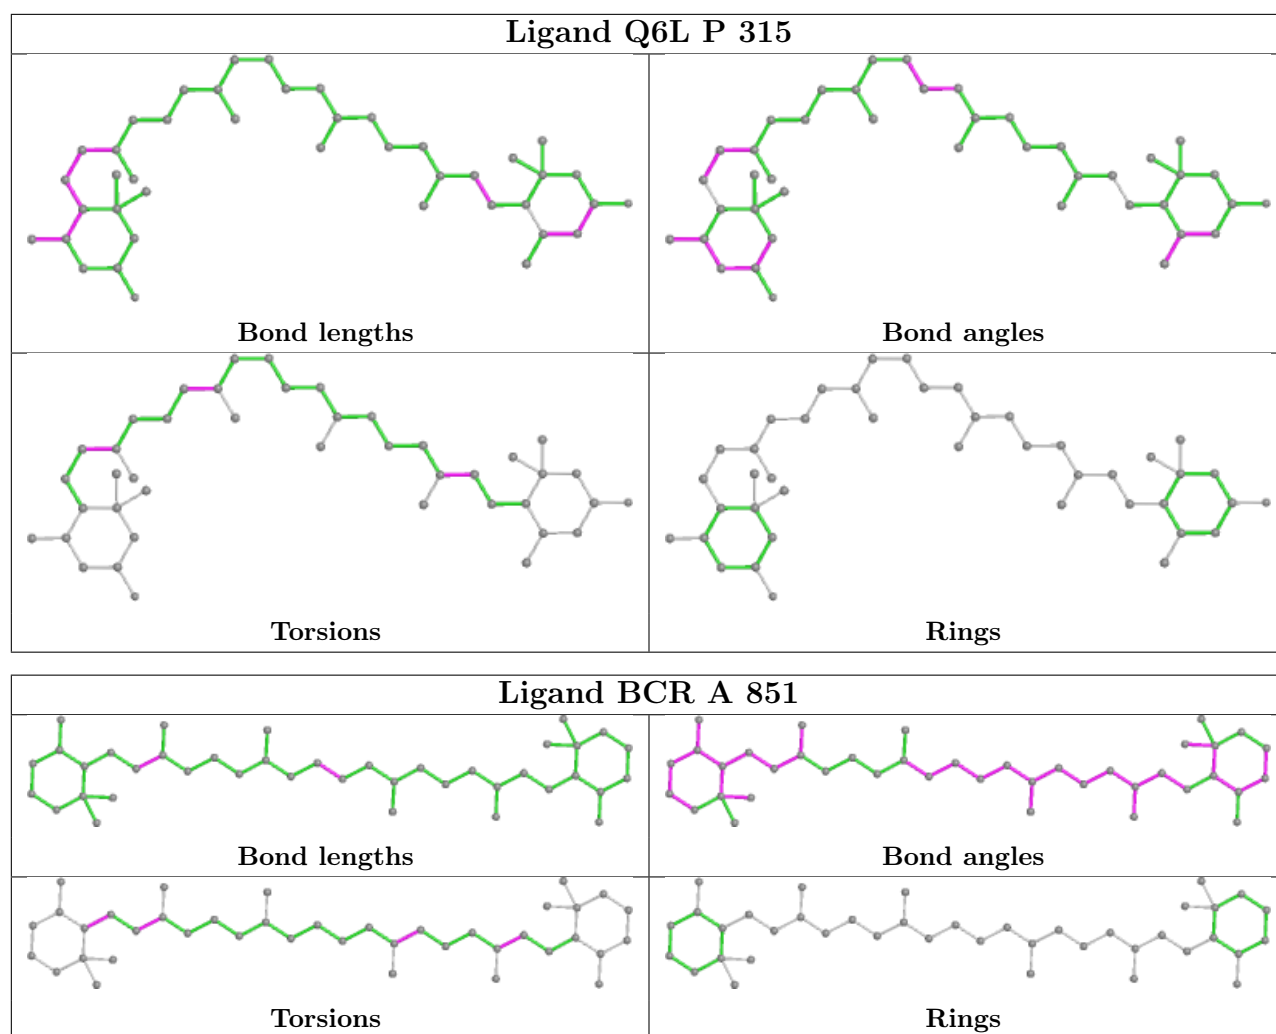 Ligand Q6L P 315
Bond lengths
Bond angles
Torsions
Rings
Ligand BCR A 851
Bond lengths
Bond angles
Torsions
Rings